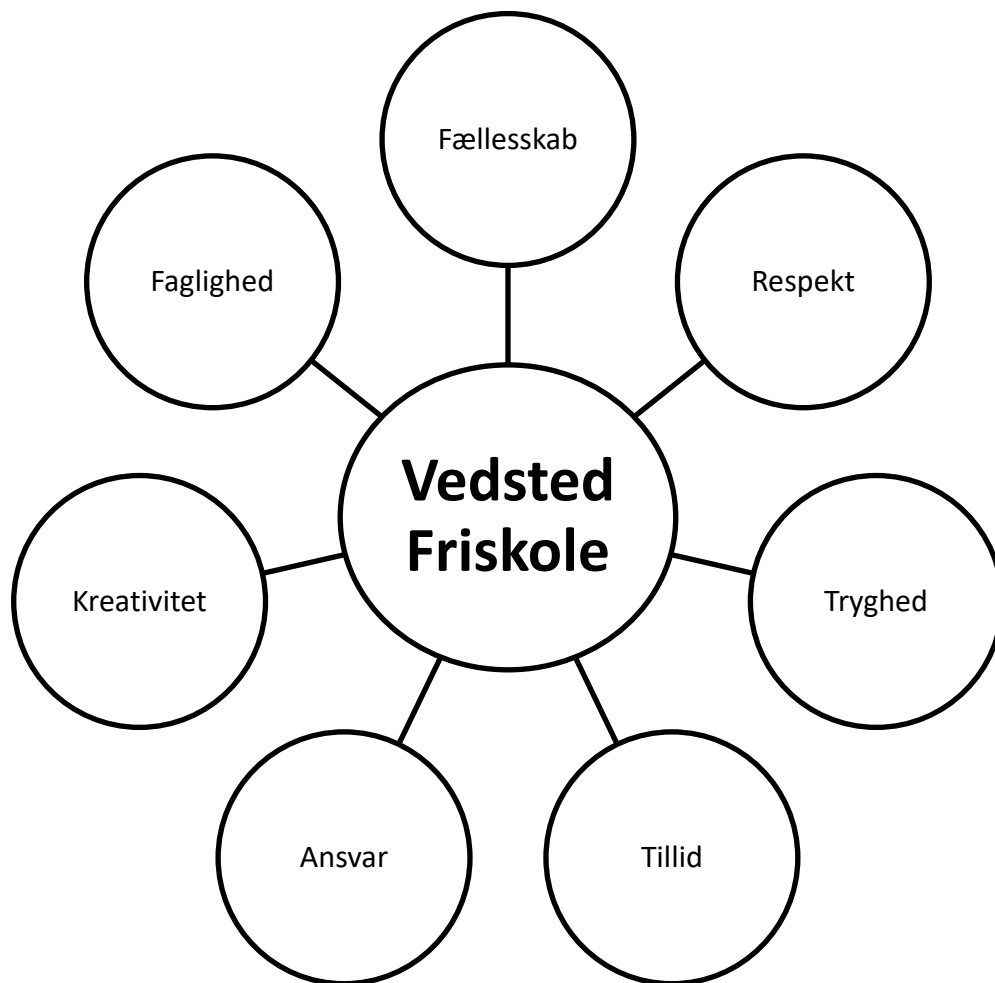 Fællesskab
Faglighed
Respekt
Vedsted
Friskole
Kreativitet
Tryghed
Ansvar
Tillid